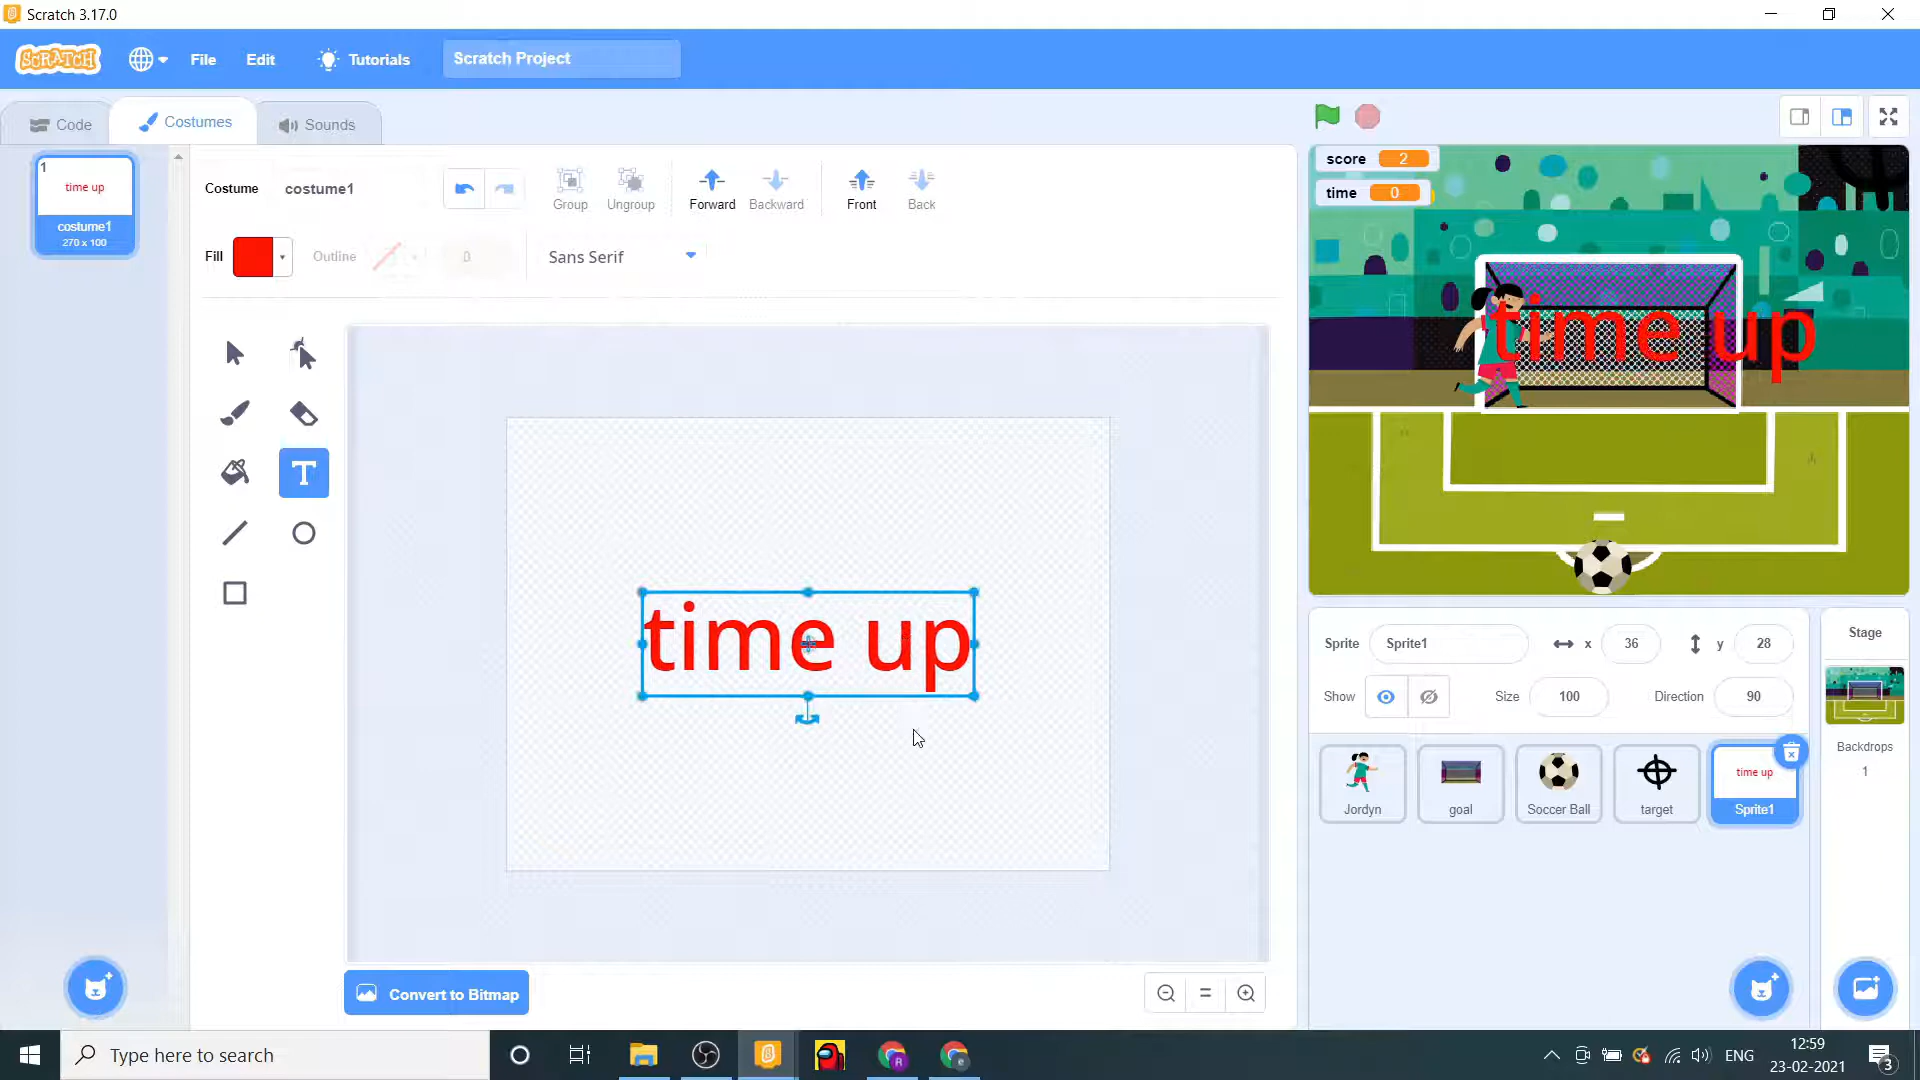 Scratch 3.17.0
SCRATCH
File
Edit
Tutorials
Scratch Project
Code
Costumes
Sounds
1
time up
costume1
270 x 100
Costume
costume1
Group
Ungroup
Forward
Backward
Front
Back
Fill
Outline
0
Sans Serif
time up
Convert to Bitmap
score 2
time 0
time up
Sprite
Sprite1
x
36
y
28
Show
Size
100
Direction
90
Jordyn
goal
Soccer Ball
target
time up
Sprite1
Stage
Backdrops
1
Type here to search
ENG
12:59
23-02-2021
3